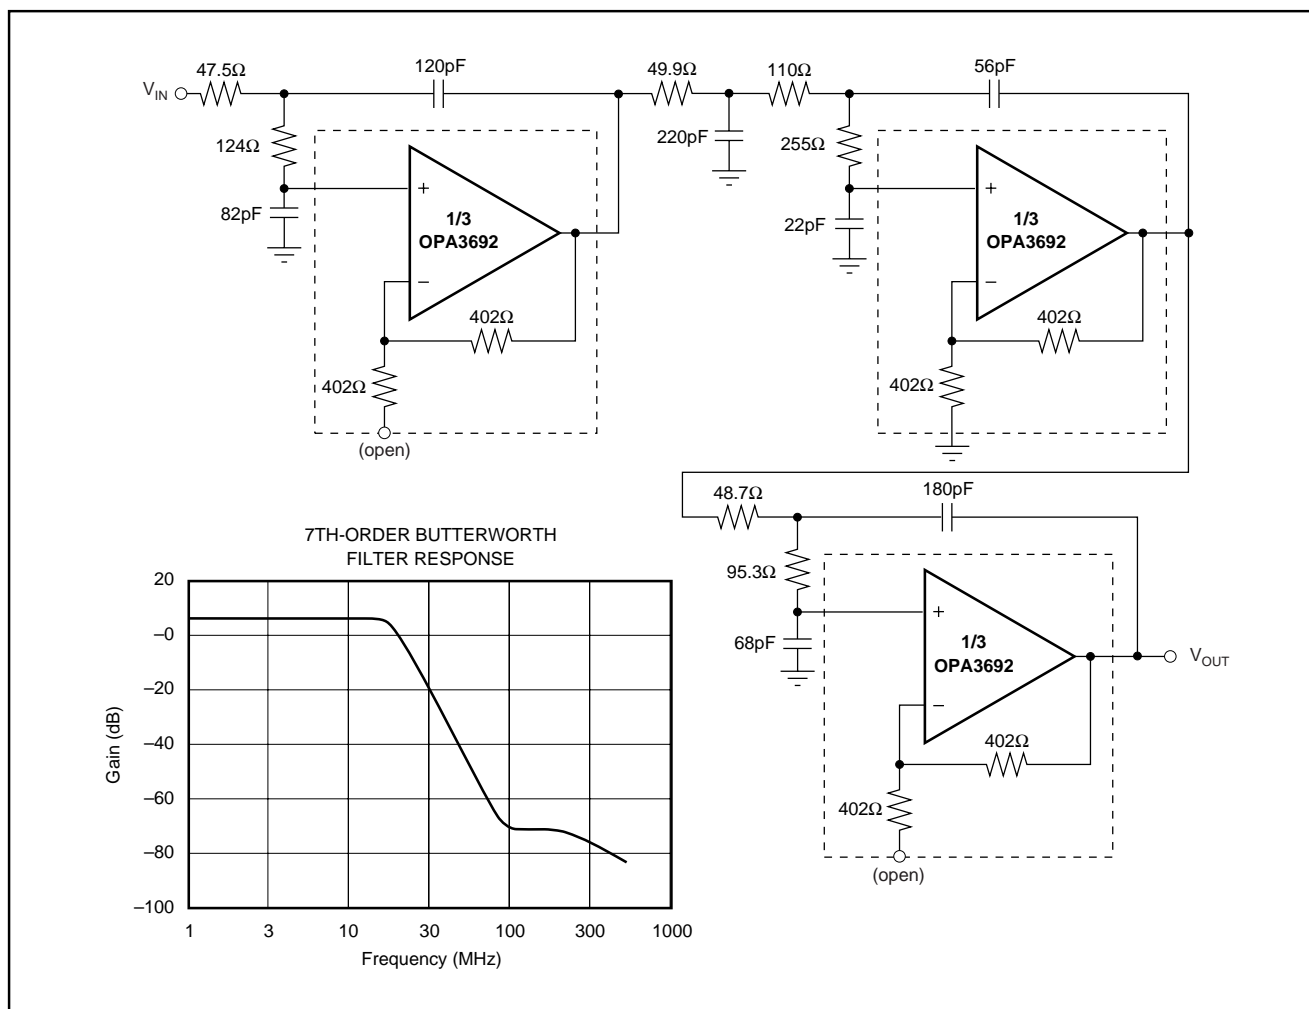 47.5Ω
120pF
49.9Ω
110Ω
56pF
VIN
124Ω
220pF
255Ω
+
+
82pF
1/3
OPA3692
22pF
1/3
OPA3692
−
−
402Ω
402Ω
402Ω
402Ω
(open)
48.7Ω
180pF
7TH-ORDER BUTTERWORTH
FILTER RESPONSE
95.3Ω
+
68pF
1/3
OPA3692
VOUT
−
402Ω
402Ω
(open)
20
–0
–20
–40
–60
–80
–100
Gain (dB)
1
3
10
30
100
300
1000
Frequency (MHz)